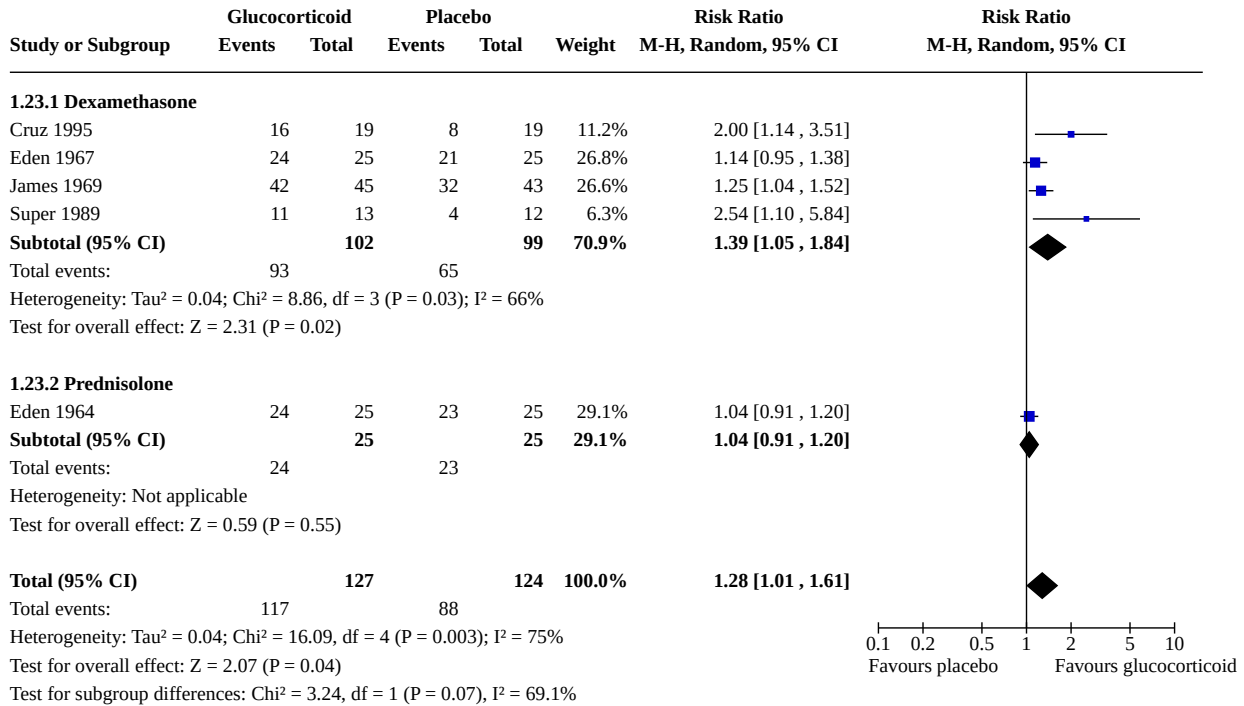 Glucocorticoid Placebo Risk Ratio Risk Ratio
Study or Subgroup Events Total Events Total Weight M-H, Random, 95% CI M-H, Random, 95% CI
1.23.1 Dexamethasone
Cruz 1995 16 19 8 19 11.2% 2.00 [1.14 , 3.51]
Eden 1967 24 25 21 25 26.8% 1.14 [0.95 , 1.38]
James 1969 42 45 32 43 26.6% 1.25 [1.04 , 1.52]
Super 1989 11 13 4 12 6.3% 2.54 [1.10 , 5.84]
Subtotal (95% CI) 102 99 70.9% 1.39 [1.05 , 1.84]
Total events: 93 65
Heterogeneity: Tau² = 0.04; Chi² = 8.86, df = 3 (P = 0.03); I² = 66%
Test for overall effect: Z = 2.31 (P = 0.02)
1.23.2 Prednisolone
Eden 1964 24 25 23 25 29.1% 1.04 [0.91 , 1.20]
Subtotal (95% CI) 25 25 29.1% 1.04 [0.91 , 1.20]
Total events: 24 23
Heterogeneity: Not applicable
Test for overall effect: Z = 0.59 (P = 0.55)
Total (95% CI) 127 124 100.0% 1.28 [1.01 , 1.61]
Total events: 117 88
Heterogeneity: Tau² = 0.04; Chi² = 16.09, df = 4 (P = 0.003); I² = 75%
0.1 0.2 0.5 1 2 5 10
Test for overall effect: Z = 2.07 (P = 0.04)
Favours placebo Favours glucocorticoid
Test for subgroup differences: Chi² = 3.24, df = 1 (P = 0.07), I² = 69.1%